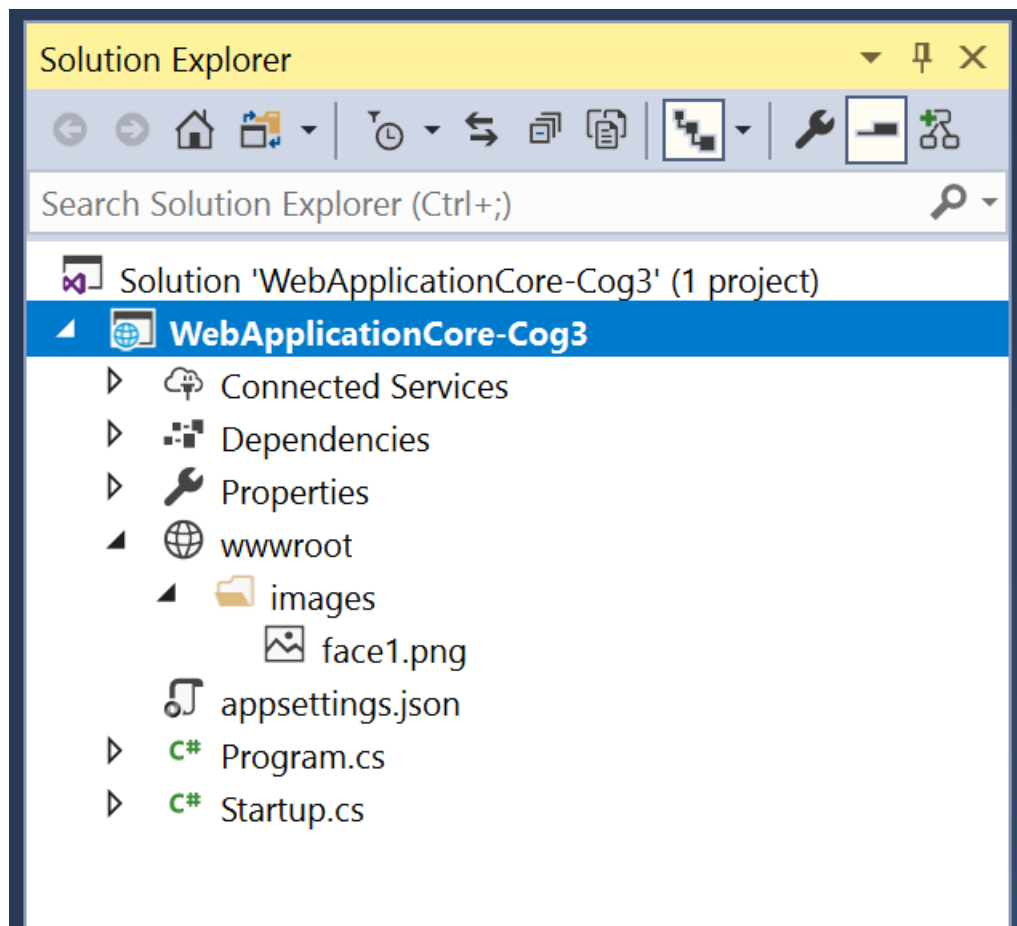 Solution Explorer
Search Solution Explorer (Ctrl+;)
Solution 'WebApplicationCore-Cog3' (1 project)
WebApplicationCore-Cog3
Connected Services
Dependencies
Properties
wwwroot
images
face1.png
appsettings.json
C# Program.cs
C# Startup.cs